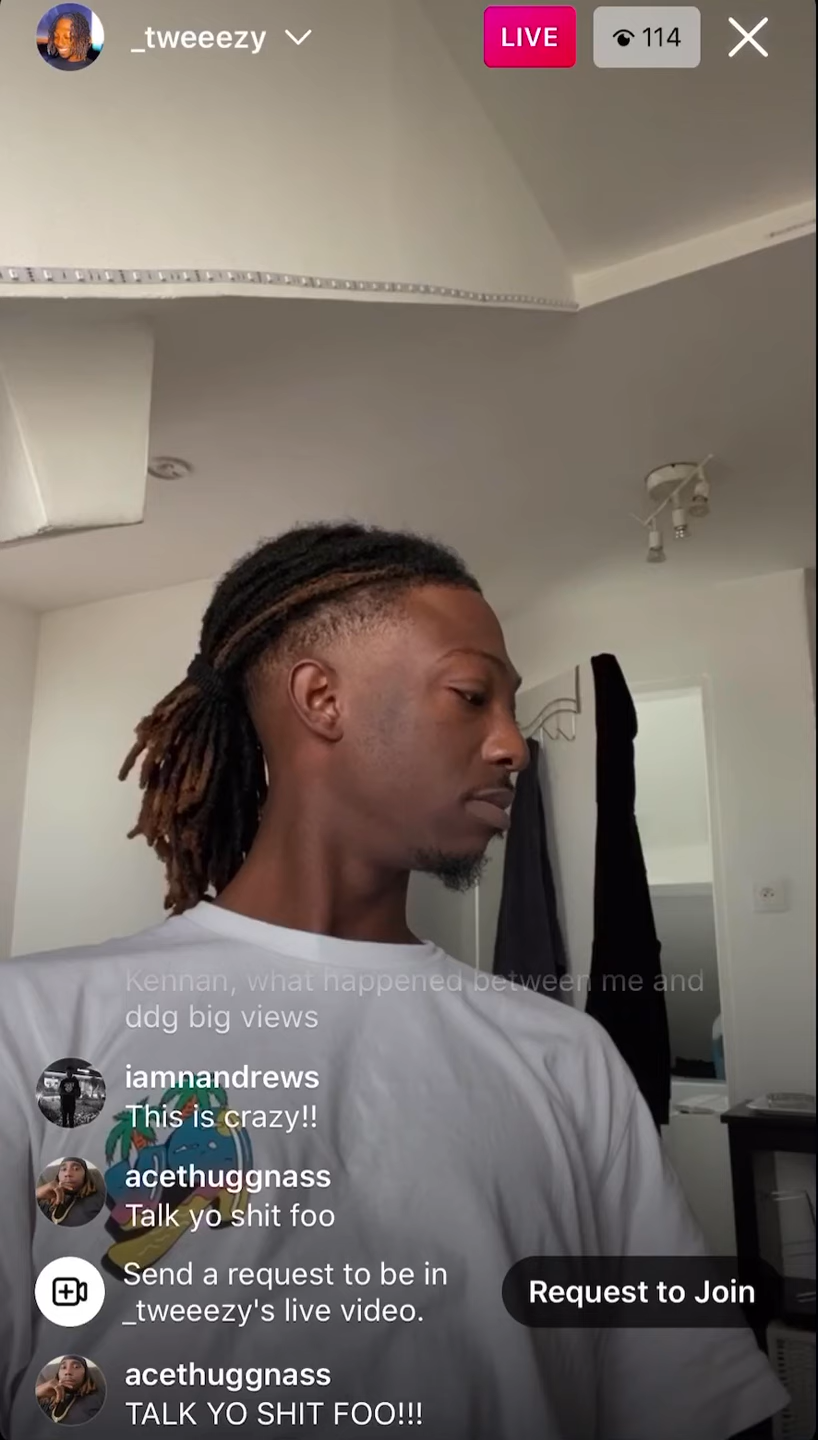 _tweeezy
LIVE
114
Kennan, what happened between me and
ddg big views
iamnandrews
This is crazy!!
acethuggnass
Talk yo shit foo
Send a request to be in
_tweeezy's live video.
Request to Join
acethuggnass
TALK YO SHIT FOO!!!